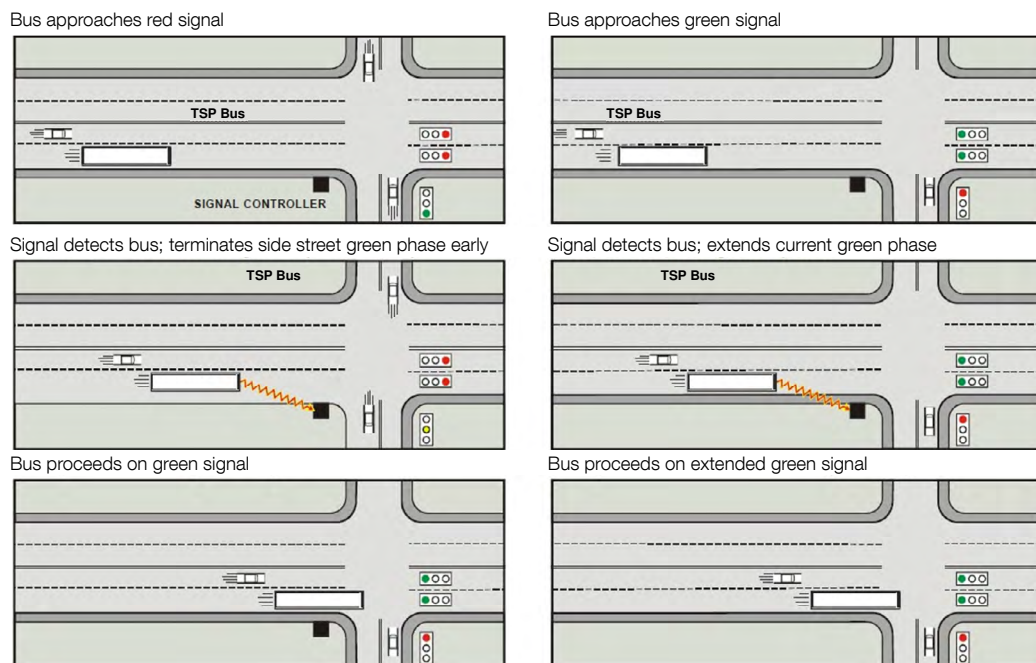 Bus approaches red signal
TSP Bus
SIGNAL CONTROLLER
Signal detects bus; terminates side street green phase early
TSP Bus
Bus proceeds on green signal
Bus approaches green signal
TSP Bus
Signal detects bus; extends current green phase
TSP Bus
Bus proceeds on extended green signal